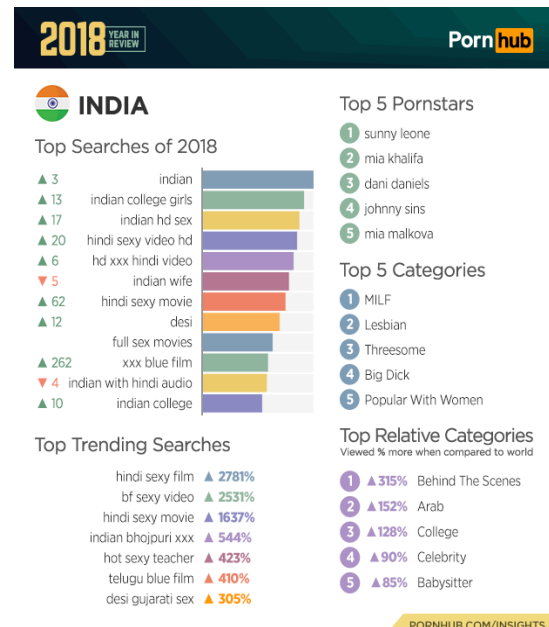 2018 YEAR IN REVIEW
Pornhub
INDIA
Top Searches of 2018
▲ 3 indian
▲ 13 indian college girls
▲ 17 indian hd sex
▲ 20 hindi sexy video hd
▲ 6 hd xxx hindi video
▼ 5 indian wife
▲ 62 hindi sexy movie
▲ 12 desi
full sex movies
▲ 262 xxx blue film
▼ 4 indian with hindi audio
▲ 10 indian college
Top Trending Searches
hindi sexy film ▲ 2781%
bf sexy video ▲ 2531%
hindi sexy movie ▲ 1637%
indian bhojpuri xxx ▲ 544%
hot sexy teacher ▲ 423%
telugu blue film ▲ 410%
desi gujarati sex ▲ 305%
Top 5 Pornstars
1 sunny leone
2 mia khalifa
3 dani daniels
4 johnny sins
5 mia malkova
Top 5 Categories
1 MILF
2 Lesbian
3 Threesome
4 Big Dick
5 Popular With Women
Top Relative Categories
Viewed % more when compared to world
1 ▲315% Behind The Scenes
2 ▲152% Arab
3 ▲128% College
4 ▲90% Celebrity
5 ▲85% Babysitter
PORNHUB.COM/INSIGHTS